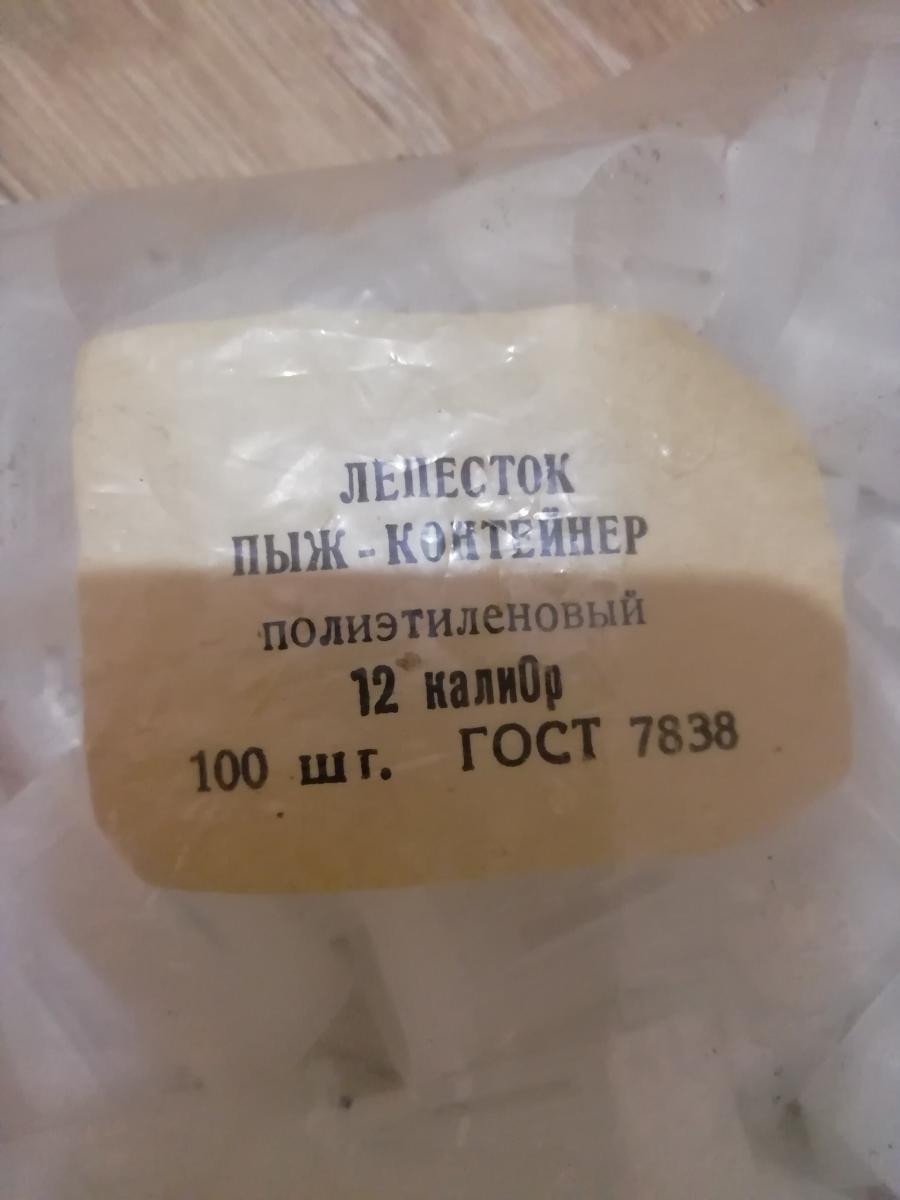 ЛЕПЕСТОК
ПЫЖ - КОНТЕЙНЕР
полиэтиленовый
12 калибр
100 шт. ГОСТ 7838